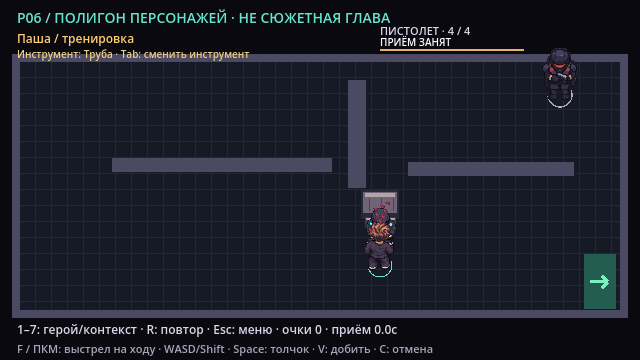 P06 / ПОЛИГОН ПЕРСОНАЖЕЙ · НЕ СЮЖЕТНАЯ ГЛАВА
Паша / тренировка
ПИСТОЛЕТ · 4 / 4
ПРИЁМ ЗАНЯТ
Инструмент: Труба · Tab: сменить инструмент
1–7: герой/контекст · R: повтор · Esc: меню · очки 0 · приём 0.0с
F / ПКМ: выстрел на ходу · WASD/Shift · Space: толчок · V: добить · C: отмена